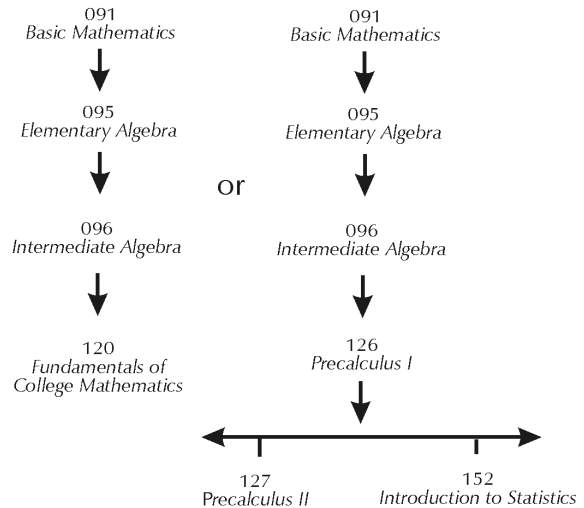 091
Basic Mathematics
095
Elementary Algebra
096
Intermediate Algebra
120
Fundamentals of
College Mathematics
or
091
Basic Mathematics
095
Elementary Algebra
096
Intermediate Algebra
126
Precalculus I
127
Precalculus II
152
Introduction to Statistics